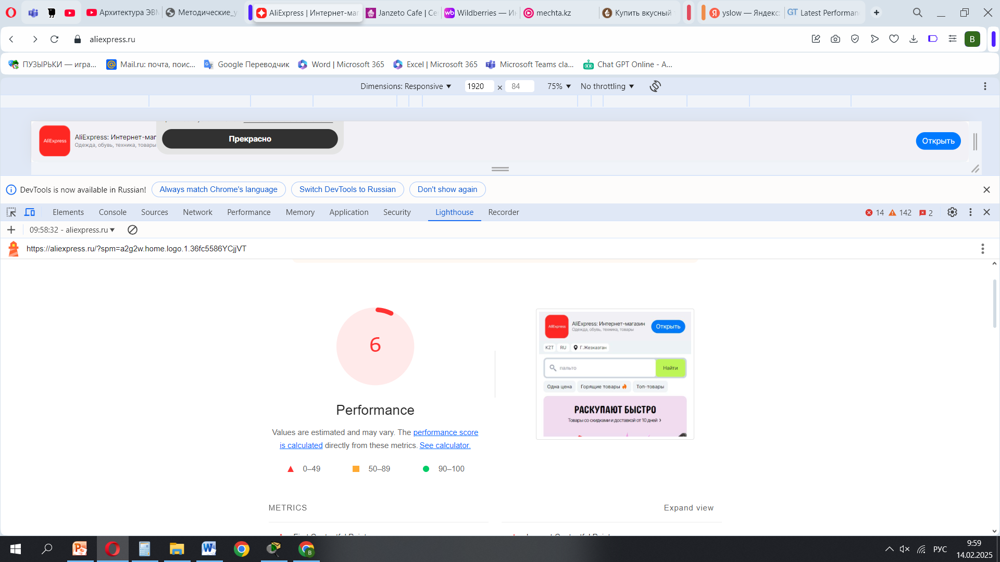 Архитектура ЭВМ
Методические_у
AliExpress | Интернет-маг
Janzeto Cafe | Се
wb
Wildberries — И
mechta.kz
Купить вкусный
Я
yslow — Яндекс
GT
Latest Performan
aliexpress.ru
B
ПУЗЫРЬКИ — игра...
Mail.ru: почта, поис...
Google Переводчик
Word | Microsoft 365
Excel | Microsoft 365
Microsoft Teams cla...
Chat GPT Online - A...
Dimensions: Responsive
1920 × 84
75%
No throttling
AliExpress
AliExpress: Интернет-маг
Одежда, обувь, техника, товары
Прекрасно
Открыть
DevTools is now available in Russian!
Always match Chrome's language
Switch DevTools to Russian
Don't show again
Elements
Console
Sources
Network
Performance
Memory
Application
Security
Lighthouse
Recorder
14
142
2
09:58:32 - aliexpress.ru
https://aliexpress.ru/?spm=a2g2w.home.logo.1.36fc5586YCjjVT
6
Performance
Values are estimated and may vary. The performance score
is calculated directly from these metrics. See calculator.
0–49
50–89
90–100
AliExpress
AliExpress: Интернет-магазин
Одежда, обувь, техника, товары
Открыть
KZT
RU
Г.Жезказган
пальто
Найти
Одна цена
Горящие товары
Топ-товары
РАСКУПАЮТ БЫСТРО
Товары со скидками и доставкой от 10 дней ›
METRICS
Expand view
РУС
9:59
14.02.2025